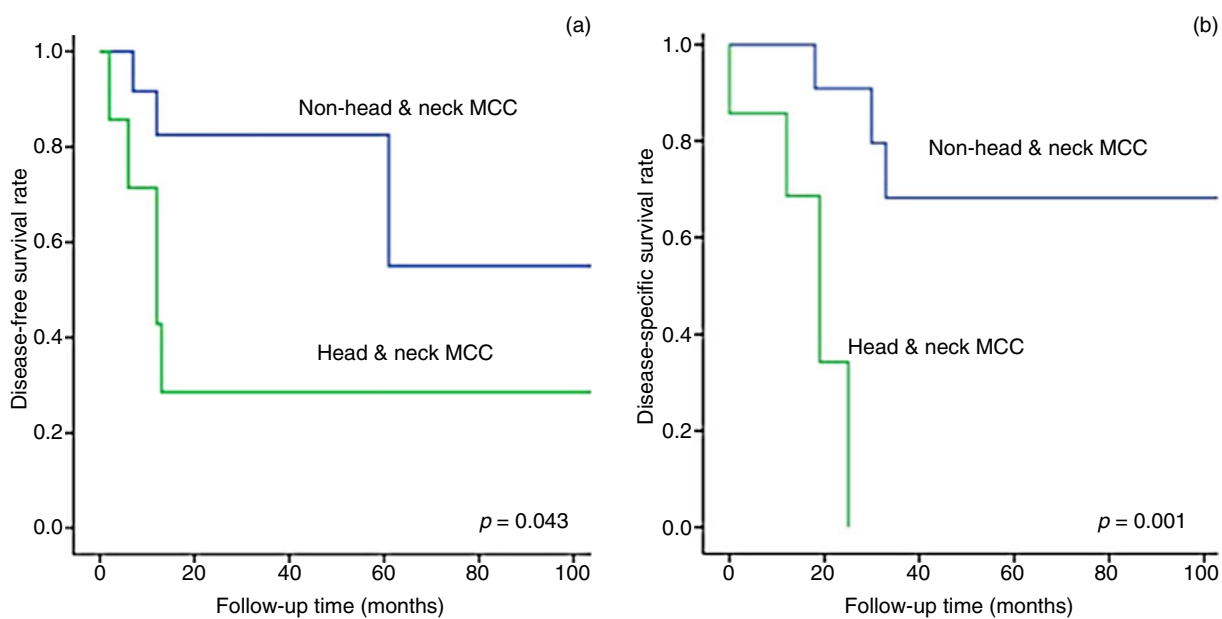 (a)
Disease-free survival rate
1.0
0.8
0.6
0.4
0.2
0.0
Non-head & neck MCC
Head & neck MCC
p = 0.043
0 20 40 60 80 100
Follow-up time (months)
(b)
Disease-specific survival rate
1.0
0.8
0.6
0.4
0.2
0.0
Non-head & neck MCC
Head & neck MCC
p = 0.001
0 20 40 60 80 100
Follow-up time (months)